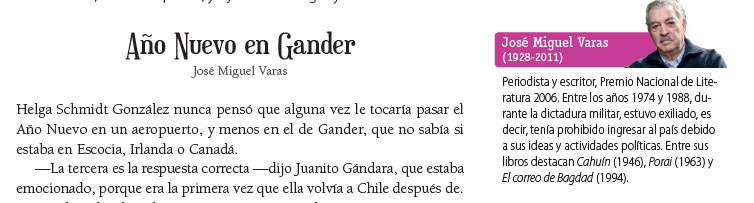 Año Nuevo en Gander
José Miguel Varas
Helga Schmidt González nunca pensó que alguna vez le tocaría pasar el
Año Nuevo en un aeropuerto, y menos en el de Gander, que no sabía si
estaba en Escocia, Irlanda o Canadá.
—La tercera es la respuesta correcta —dijo Juanito Gándara, que estaba
emocionado, porque era la primera vez que ella volvía a Chile después de.
José Miguel Varas
(1928-2011)
Periodista y escritor, Premio Nacional de Lite-
ratura 2006. Entre los años 1974 y 1988, du-
rante la dictadura militar, estuvo exiliado, es
decir, tenía prohibido ingresar al país debido
a sus ideas y actividades políticas. Entre sus
libros destacan Cahuín (1946), Porai (1963) y
El correo de Bagdad (1994).